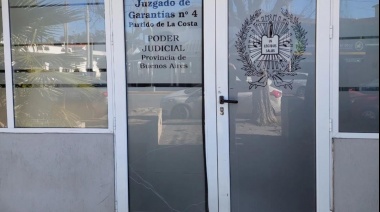 Juzgado de
Garantías nº 4
Partido de La Costa
PODER
JUDICIAL
Provincia de
Buenos Aires